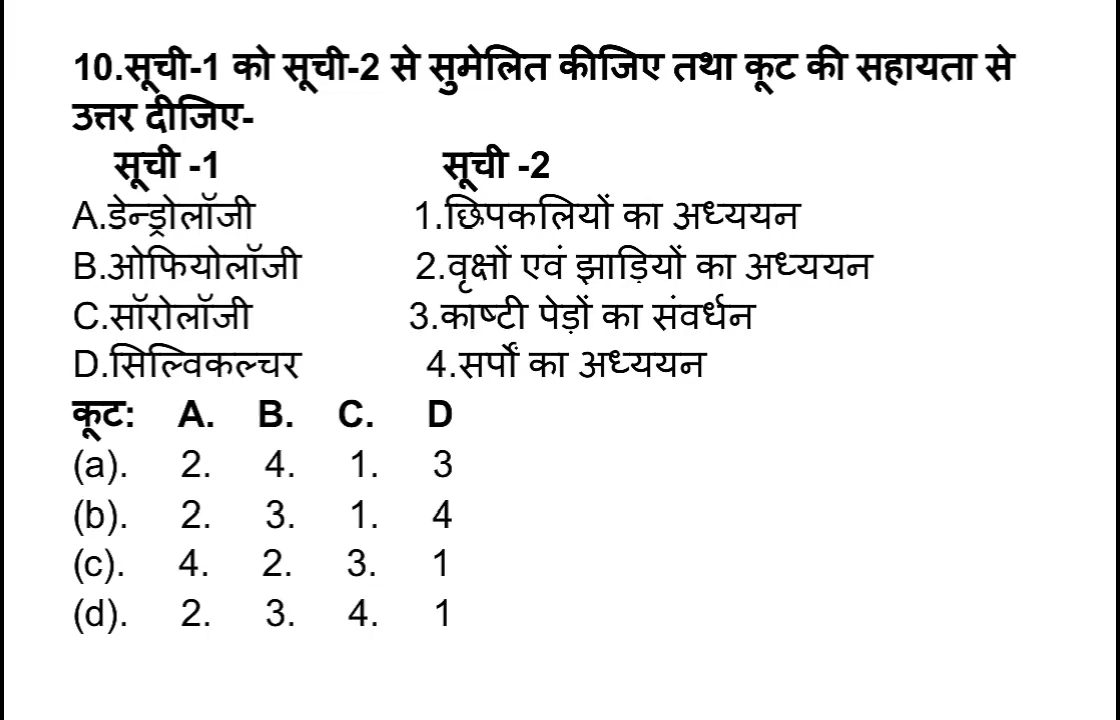 10.सूची-1 को सूची-2 से सुमेलित कीजिए तथा कूट की सहायता से
उत्तर दीजिए-
सूची -1 सूची -2
A.डेन्ड्रोलॉजी 1.छिपकलियों का अध्ययन
B.ओफियोलॉजी 2.वृक्षों एवं झाड़ियों का अध्ययन
C.सॉरोलॉजी 3.काष्टी पेड़ों का संवर्धन
D.सिल्विकल्चर 4.सर्पों का अध्ययन
कूट: A. B. C. D
(a). 2. 4. 1. 3
(b). 2. 3. 1. 4
(c). 4. 2. 3. 1
(d). 2. 3. 4. 1